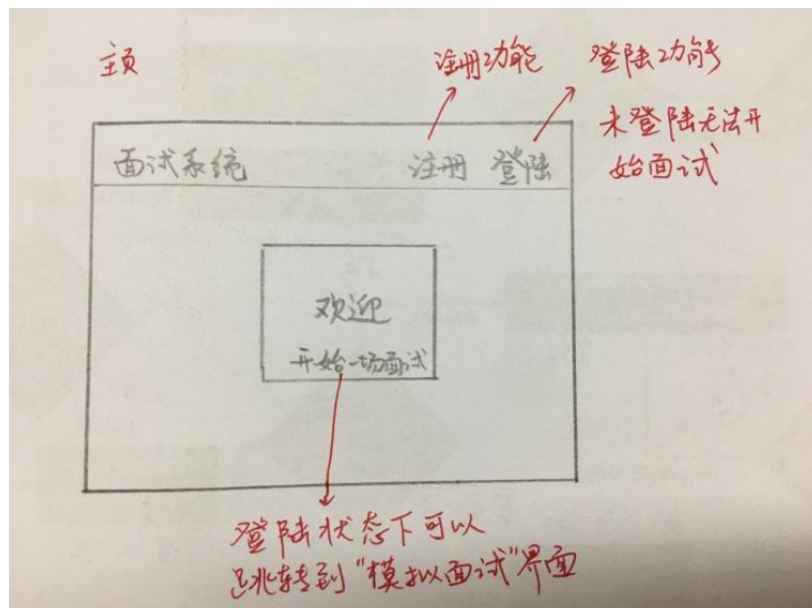 主页
注册功能
登陆功能
未登陆无法开
始面试
面试系统
注册 登陆
欢迎
开始一场面试
登陆状态下可以
跳转到“模拟面试”界面